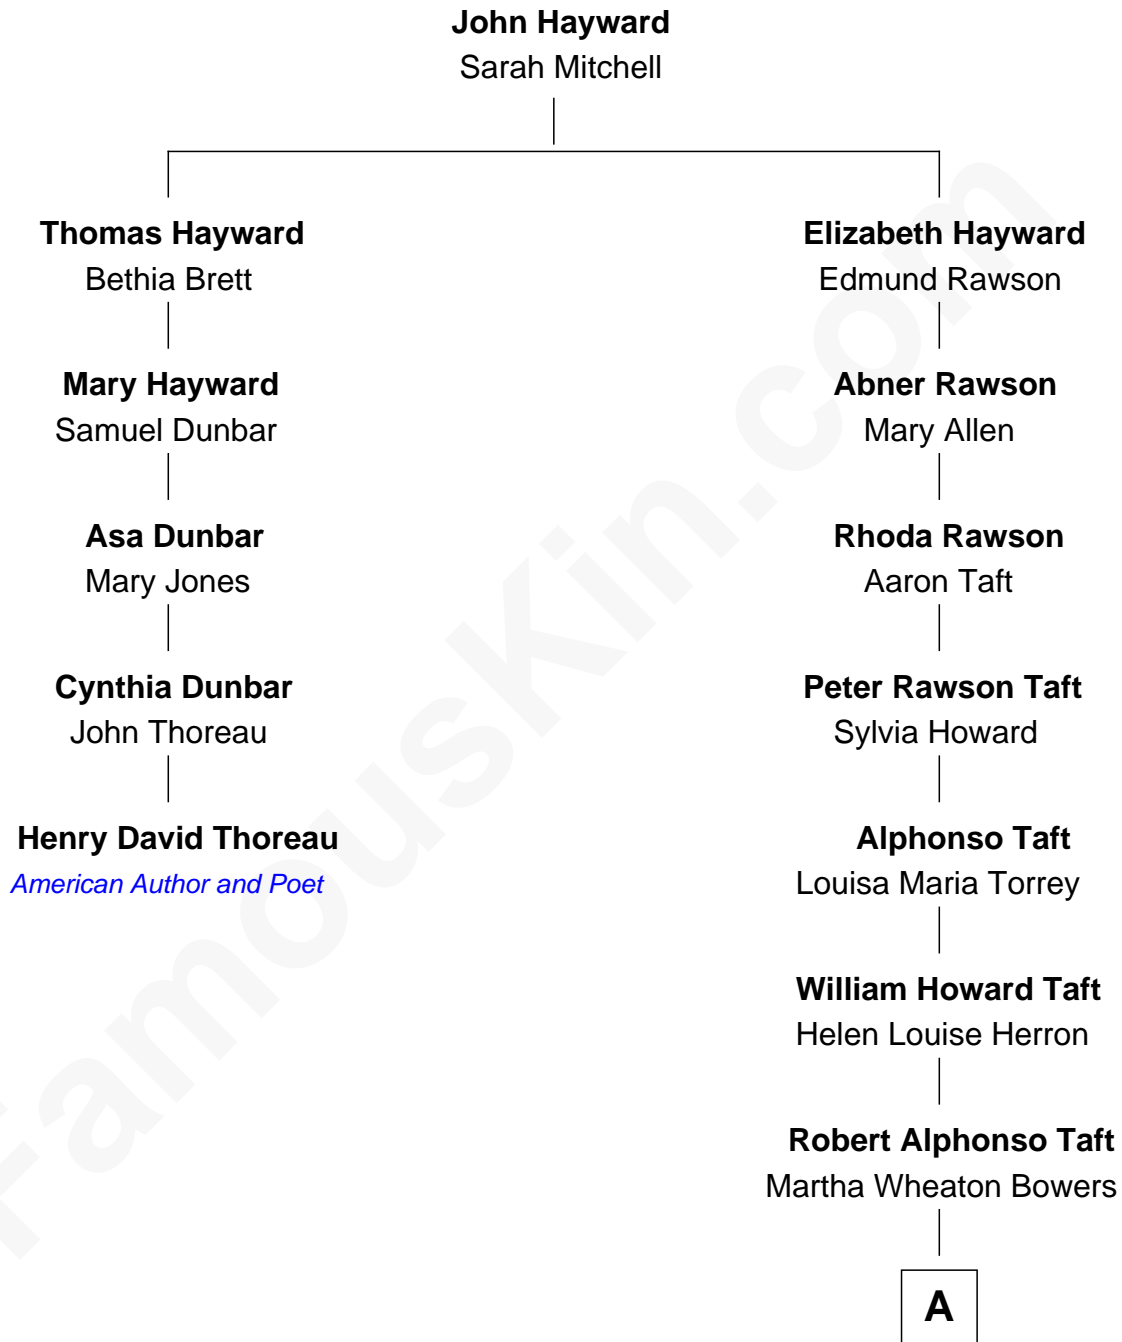 John Hayward
Sarah Mitchell
Thomas Hayward
Bethia Brett
Elizabeth Hayward
Edmund Rawson
Mary Hayward
Samuel Dunbar
Abner Rawson
Mary Allen
Asa Dunbar
Mary Jones
Rhoda Rawson
Aaron Taft
Cynthia Dunbar
John Thoreau
Peter Rawson Taft
Sylvia Howard
Henry David Thoreau
American Author and Poet
Alphonso Taft
Louisa Maria Torrey
William Howard Taft
Helen Louise Herron
Robert Alphonso Taft
Martha Wheaton Bowers
A
FamousKin.com